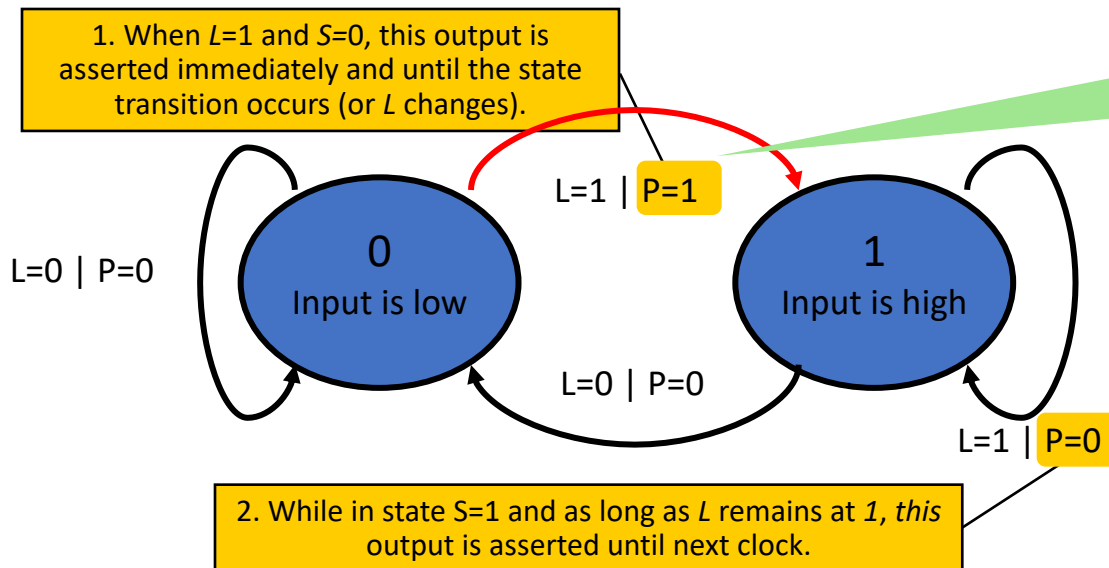 1. When L=1 and S=0, this output is
asserted immediately and until the state
transition occurs (or L changes).
L=1 | P=1
0
Input is low
1
Input is high
L=0 | P=0
L=0 | P=0
L=1 | P=0
2. While in state S=1 and as long as L remains at 1, this
output is asserted until next clock.